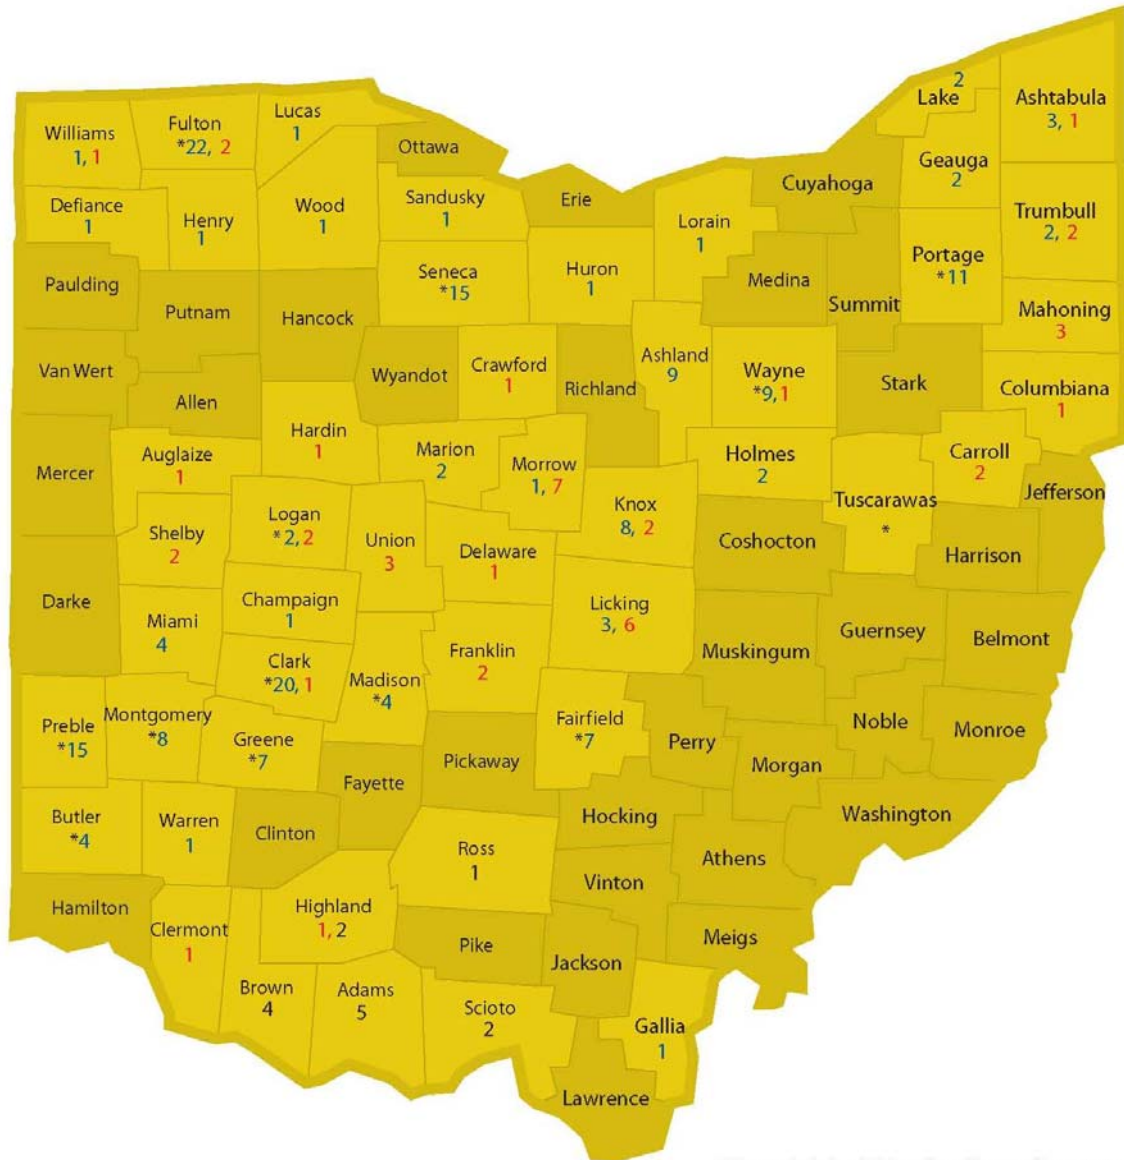 Lucas
1
Williams
1, 1
Fulton
*22, 2
Ottawa
2
Lake
Ashtabula
3, 1
Geauga
2
Defiance
1
Henry
1
Wood
1
Sandusky
1
Erie
Lorain
1
Cuyahoga
Trumbull
2, 2
Paulding
Putnam
Hancock
Seneca
*15
Huron
1
Medina
Summit
Portage
*11
Mahoning
3
Van Wert
Allen
Wyandot
Crawford
1
Richland
Ashland
9
Wayne
*9,1
Stark
Columbiana
1
Mercer
Auglaize
1
Hardin
1
Marion
2
Morrow
1, 7
Knox
8, 2
Holmes
2
Tuscarawas
*
Carroll
2
Jefferson
Shelby
2
Logan
*2,2
Union
3
Delaware
1
Coshocton
Harrison
Darke
Miami
4
Champaign
1
Licking
3, 6
Guernsey
Belmont
Clark
*20, 1
Madison
*4
Franklin
2
Muskingum
Preble
*15
Montgomery
*8
Greene
*7
Fairfield
*7
Perry
Noble
Monroe
Fayette
Pickaway
Morgan
Butler
*4
Warren
1
Clinton
Hocking
Washington
Ross
1
Athens
Vinton
Hamilton
Clermont
1
Highland
1, 2
Pike
Jackson
Meigs
Brown
4
Adams
5
Scioto
2
Gallia
1
Lawrence